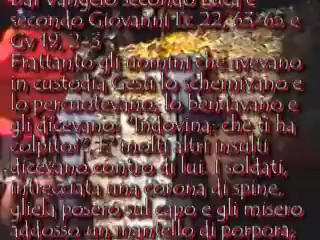 Dal Vangelo secondo Luca e
secondo Giovanni Lc 22, 63-65 e
Gv 19, 2-3
Frattanto gli uomini che avevano
in custodia Gesù lo schernivano e
lo percuotevano, lo bendavano e
gli dicevano: "Indovina: chi ti ha
colpito?". E molti altri insulti
dicevano contro di lui. I soldati,
intrecciata una corona di spine,
gliela posero sul capo e gli misero
addosso un mantello di porpora;